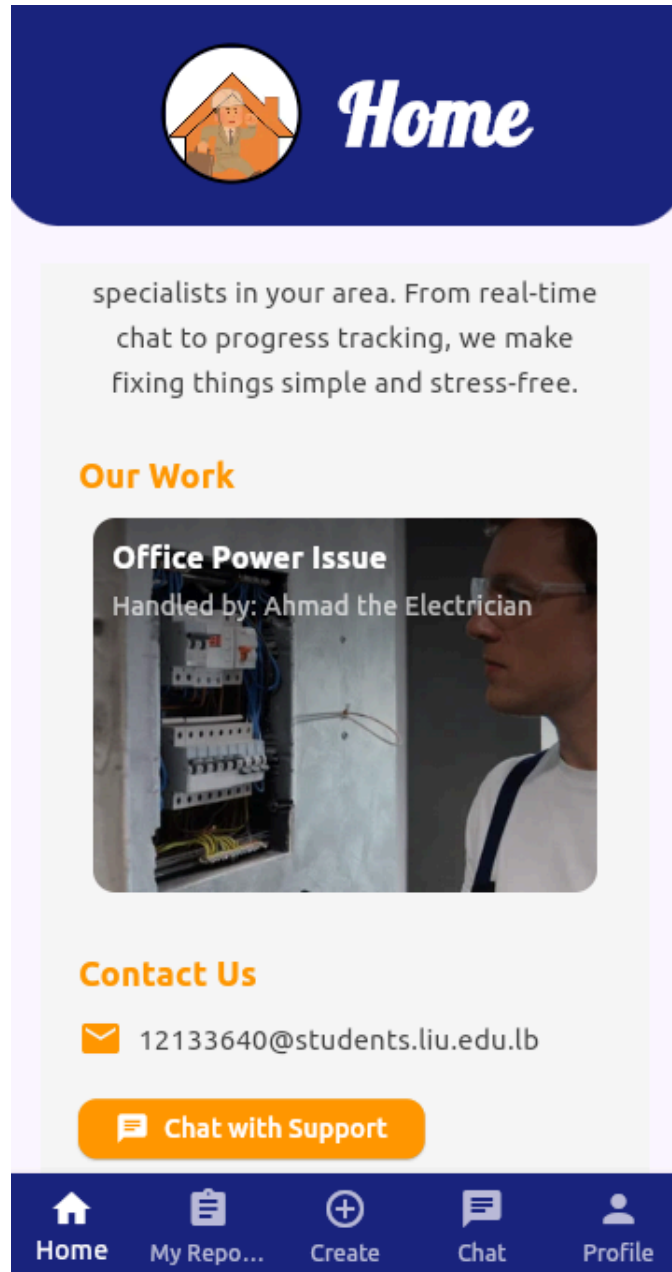 Home
specialists in your area. From real-time
chat to progress tracking, we make
fixing things simple and stress-free.
Our Work
Office Power Issue
Handled by: Ahmad the Electrician
Contact Us
12133640@students.liu.edu.lb
Chat with Support
Home
My Repo...
Create
Chat
Profile